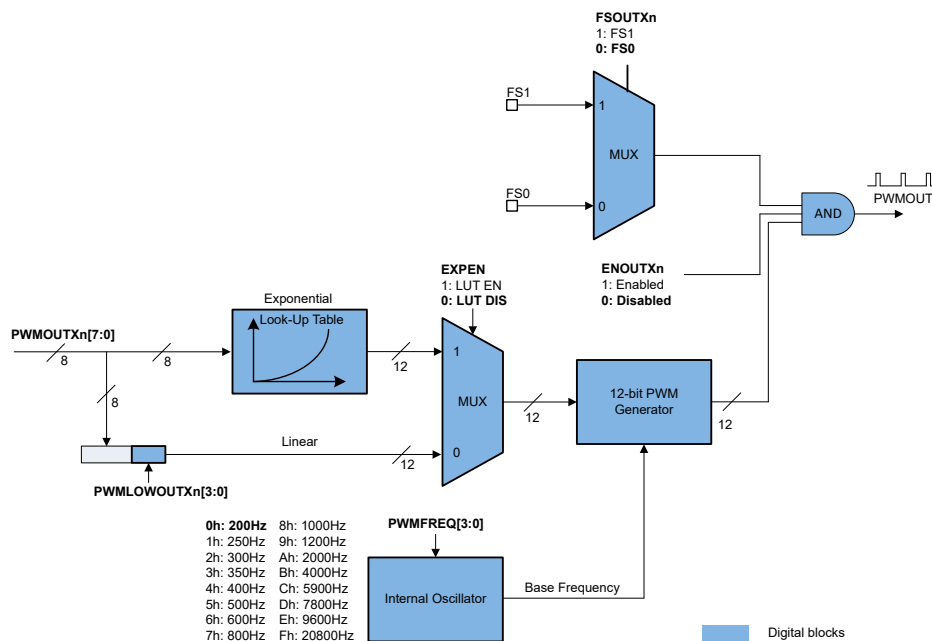 FSOUTXn
1: FS1
0: FS0
FS1
1
MUX
FS0
0
PWMOUT
AND
EXPEN
1: LUT EN
0: LUT DIS
ENOUTXn
1: Enabled
0: Disabled
Exponential
Look-Up Table
PWMOUTXn[7:0]
8
8
12
1
8
MUX
12
12-bit PWM
Generator
12
Linear
12
0
PWMLOWOUTXn[3:0]
0h: 200Hz 8h: 1000Hz
1h: 250Hz 9h: 1200Hz
2h: 300Hz Ah: 2000Hz
3h: 350Hz Bh: 4000Hz
4h: 400Hz Ch: 5900Hz
5h: 500Hz Dh: 7800Hz
6h: 600Hz Eh: 9600Hz
7h: 800Hz Fh: 20800Hz
PWMFREQ[3:0]
Internal Oscillator
Base Frequency
Digital blocks